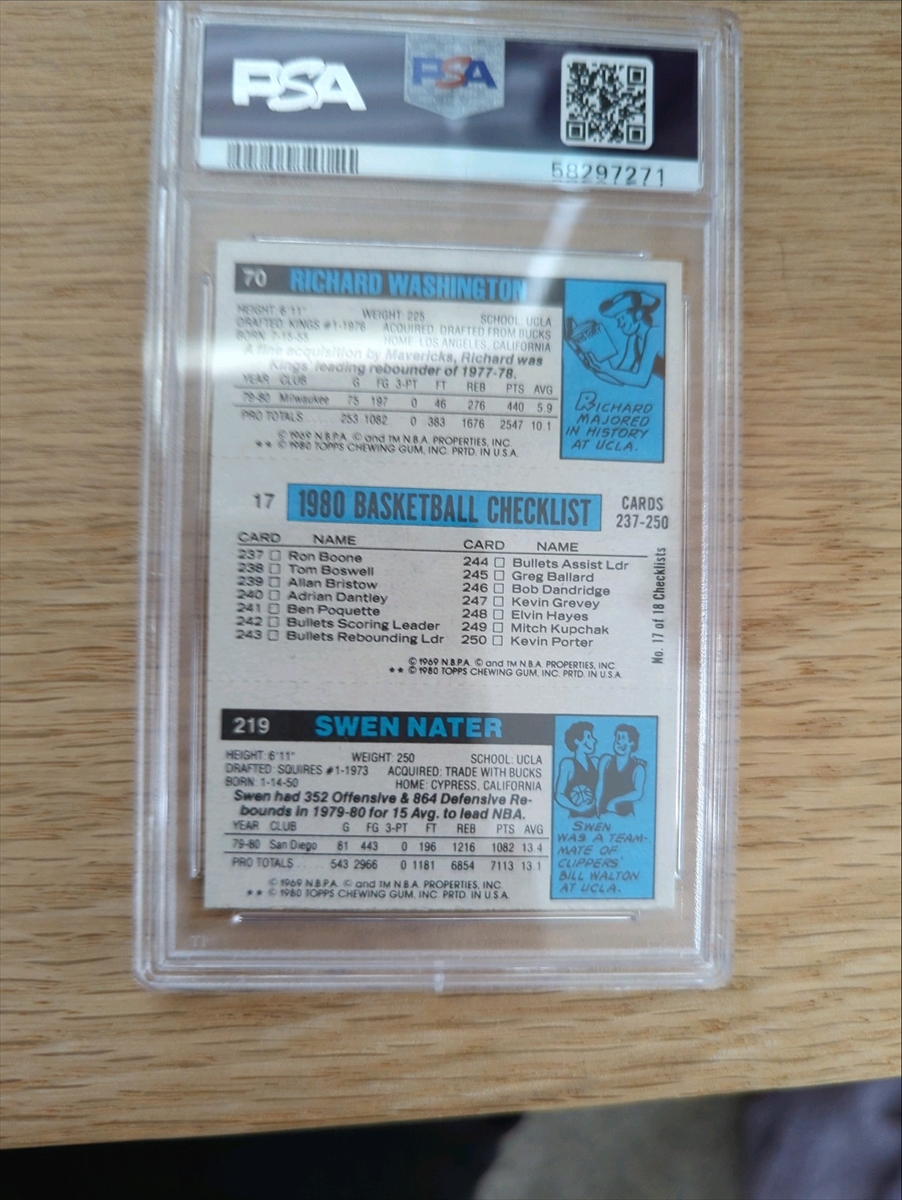 PSA
PSA
58297271
70 RICHARD WASHINGTON
HEIGHT: 6'11" WEIGHT: 225 SCHOOL: UCLA
DRAFTED: KINGS #1-1976 ACQUIRED: DRAFTED FROM BUCKS
BORN: 7-15-55 HOME: LOS ANGELES, CALIFORNIA
A fine acquisition by Mavericks, Richard was
Kings' leading rebounder of 1977-78.
YEAR CLUB G FG 3-PT FT REB PTS AVG
79-80 Milwaukee 75 197 0 46 276 440 5.9
PRO TOTALS 253 1082 0 383 1676 2547 10.1
© 1969 N.B.P.A. © and TM N.B.A. PROPERTIES, INC.
** © 1980 TOPPS CHEWING GUM, INC. PRTD. IN U.S.A.
RICHARD
MAJORED
IN HISTORY
AT UCLA.
17 1980 BASKETBALL CHECKLIST CARDS
237-250
CARD NAME
237 □ Ron Boone
238 □ Tom Boswell
239 □ Allan Bristow
240 □ Adrian Dantley
241 □ Ben Poquette
242 □ Bullets Scoring Leader
243 □ Bullets Rebounding Ldr
CARD NAME
244 □ Bullets Assist Ldr
245 □ Greg Ballard
246 □ Bob Dandridge
247 □ Kevin Grevey
248 □ Elvin Hayes
249 □ Mitch Kupchak
250 □ Kevin Porter
No. 17 of 18 Checklists
© 1969 N.B.P.A. © and TM N.B.A. PROPERTIES, INC.
** © 1980 TOPPS CHEWING GUM, INC. PRTD. IN U.S.A.
219 SWEN NATER
HEIGHT: 6'11" WEIGHT: 250 SCHOOL: UCLA
DRAFTED: SQUIRES #1-1973 ACQUIRED: TRADE WITH BUCKS
BORN: 1-14-50 HOME: CYPRESS, CALIFORNIA
Swen had 352 Offensive & 864 Defensive Re-
bounds in 1979-80 for 15 Avg. to lead NBA.
YEAR CLUB G FG 3-PT FT REB PTS AVG
79-80 San Diego 81 443 0 196 1216 1082 13.4
PRO TOTALS 543 2966 0 1181 6854 7113 13.1
© 1969 N.B.P.A. © and TM N.B.A. PROPERTIES, INC.
** © 1980 TOPPS CHEWING GUM, INC. PRTD. IN U.S.A.
SWEN
WAS A TEAM-
MATE OF
CLIPPERS'
BILL WALTON
AT UCLA.